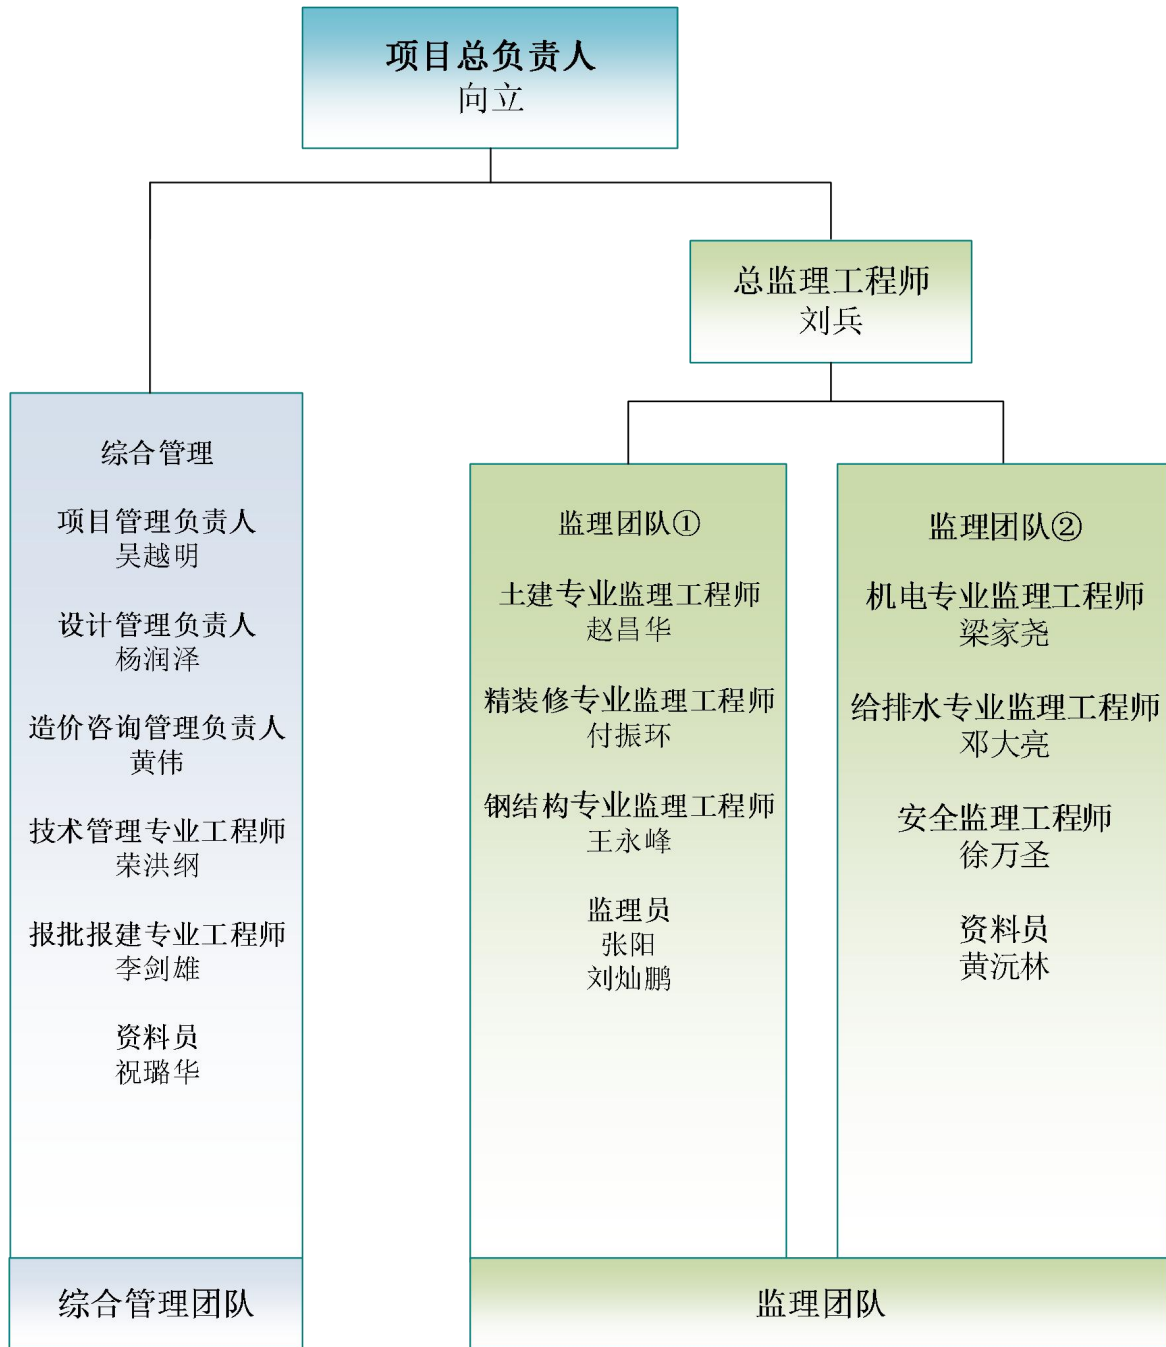 项目总负责人
向立
总监理工程师
刘兵
综合管理
项目管理负责人
吴越明
设计管理负责人
杨润泽
造价咨询管理负责人
黄伟
技术管理专业工程师
荣洪纲
报批报建专业工程师
李剑雄
资料员
祝璐华
综合管理团队
监理团队①
土建专业监理工程师
赵昌华
精装修专业监理工程师
付振环
钢结构专业监理工程师
王永峰
监理员
张阳
刘灿鹏
监理团队②
机电专业监理工程师
梁家尧
给排水专业监理工程师
邓大亮
安全监理工程师
徐万圣
资料员
黄沅林
监理团队